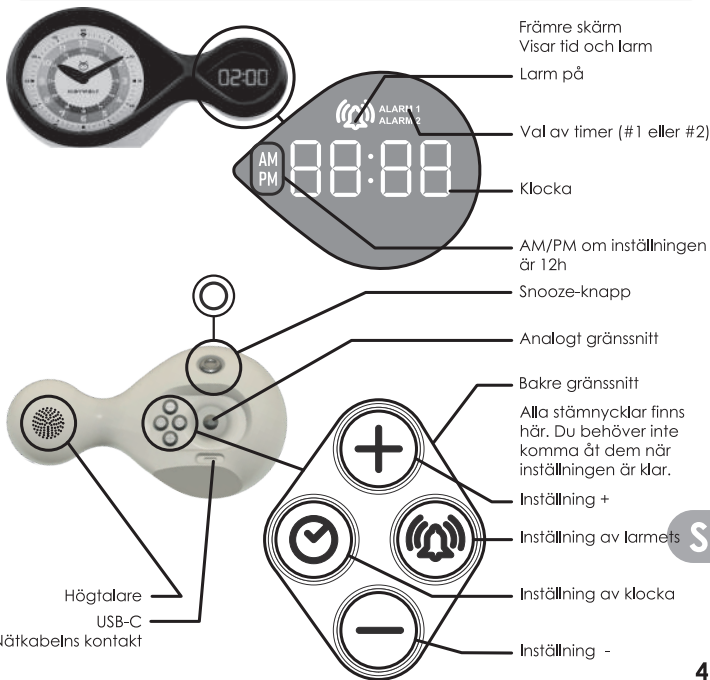 Främre skärm
Visar tid och larm
Larm på
02:00
ALARM 1
ALARM 2
Val av timer (#1 eller #2)
AM
PM
88:88
Klocka
AM/PM om inställningen
är 12h
Snooze-knapp
Analogt gränssnitt
Bakre gränssnitt
Alla stämnycklar finns
här. Du behöver inte
komma åt dem när
inställningen är klar.
Inställning +
Inställning av larmets
S
Inställning av klocka
Inställning -
Högtalare
USB-C
Nätkabelns kontakt
4